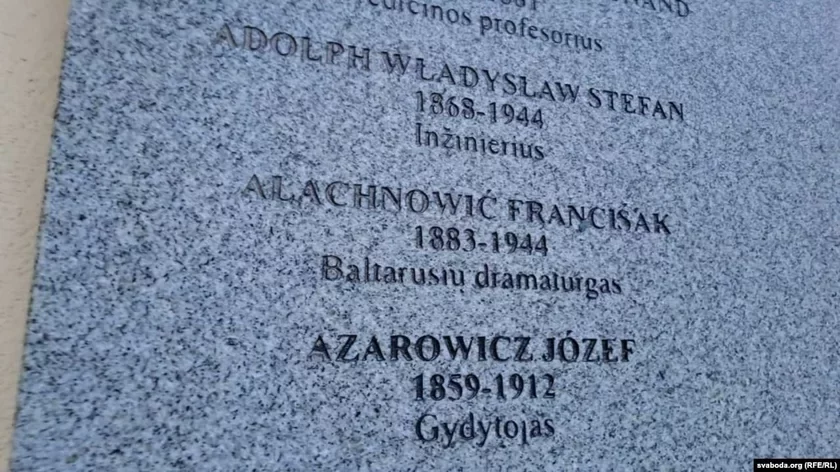 profesorius
ADOLPH WŁADYSŁAW STEFAN
1868-1944
Inžinierius
ALACHNOWIĆ FRANCIŠAK
1883-1944
Baltarusių dramaturgas
AZAROWICZ JÓZEF
1859-1912
Gydytojas
svaboda.org (RFE/RL)